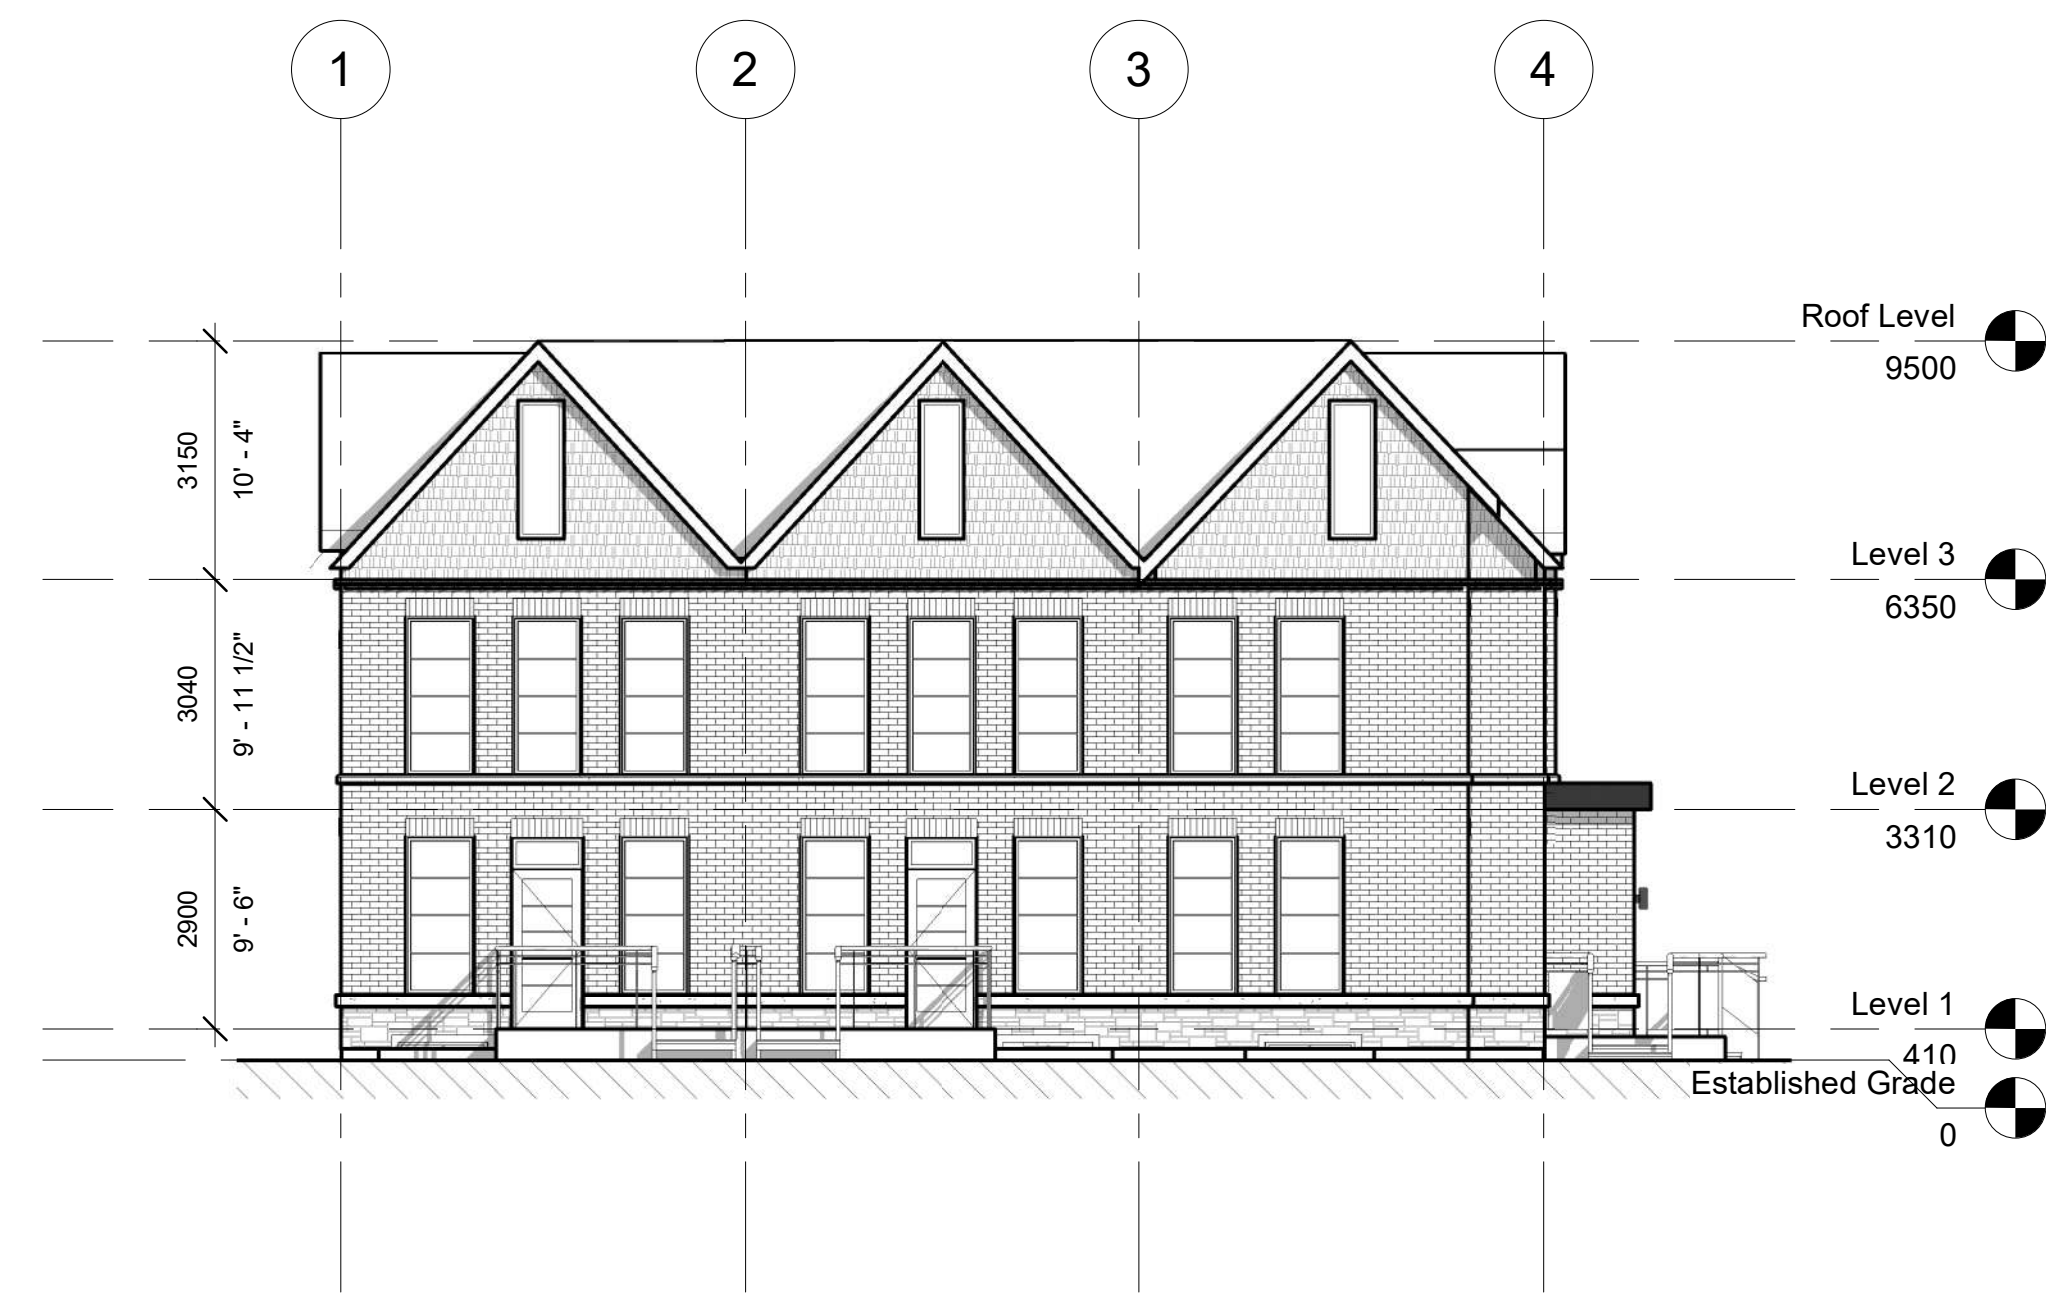 1
2
3
4
Roof Level
9500
3150
10' - 4"
Level 3
6350
3040
9' - 11 1/2"
Level 2
3310
2900
9' - 6"
Level 1
410
Established Grade
0